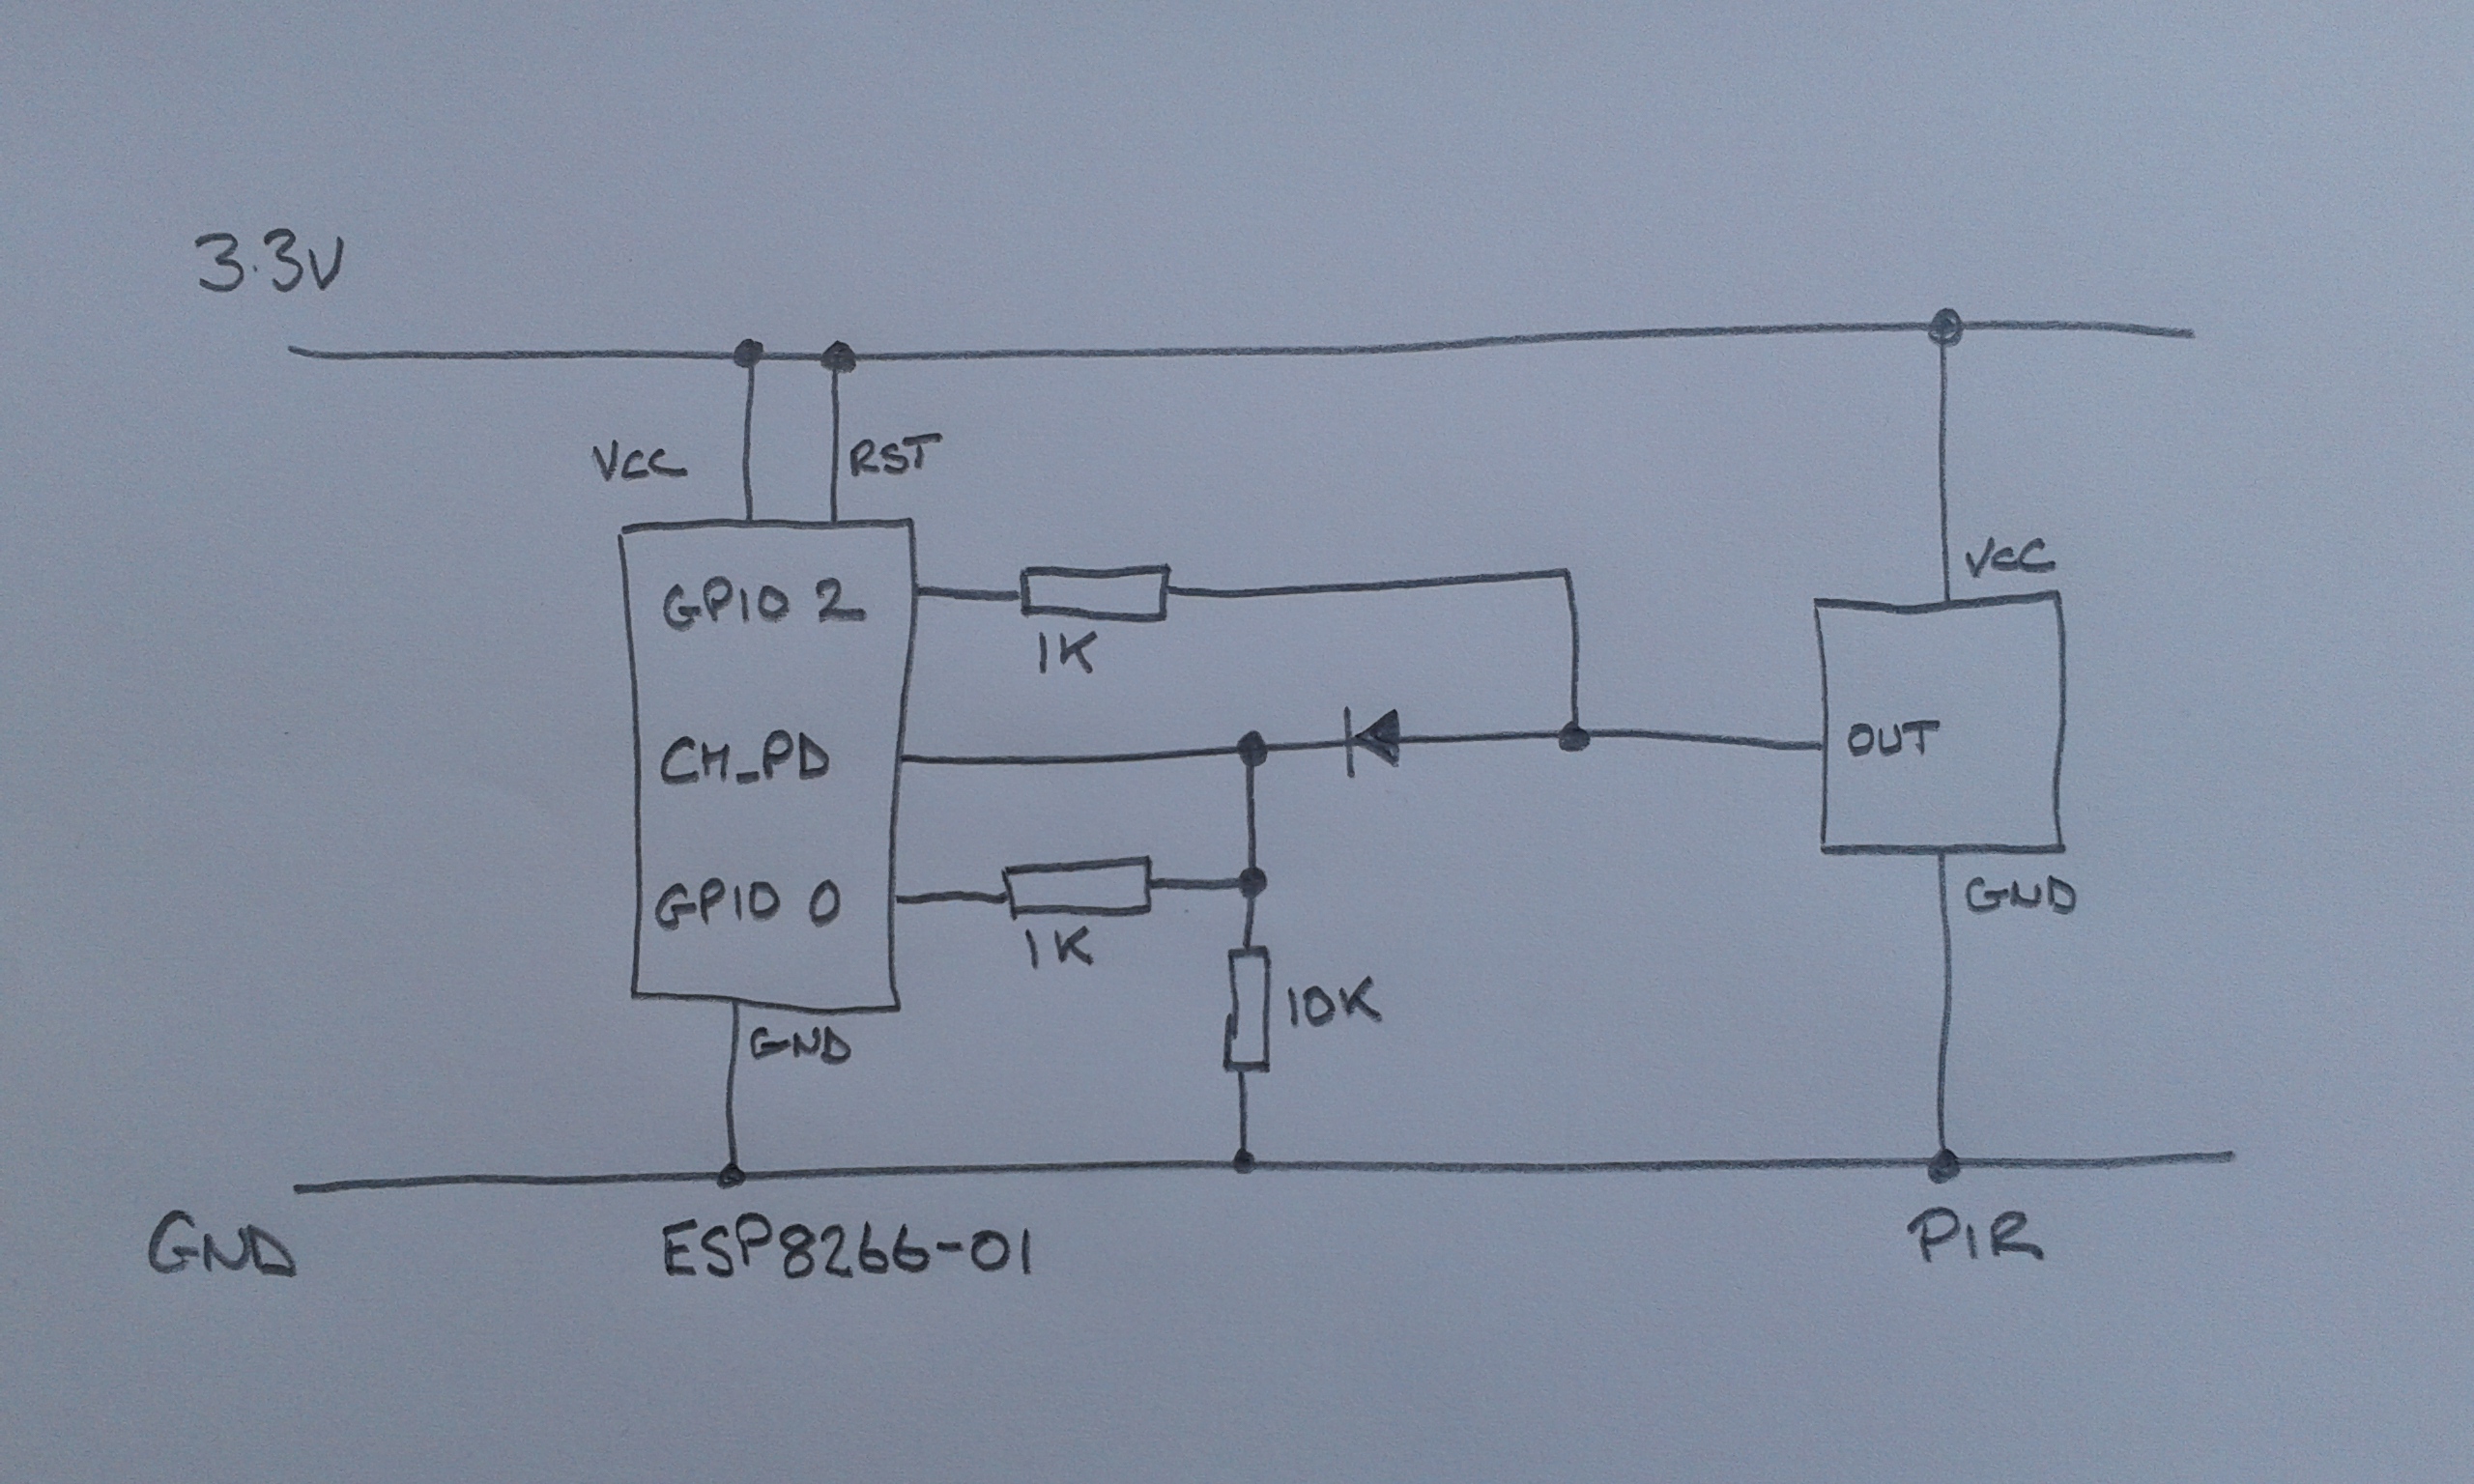 3.3V
VCC
RST
VCC
GPIO 2
1K
CH_PD
OUT
GPIO 0
1K
GND
10K
GND
GND
ESP8266-01
PIR